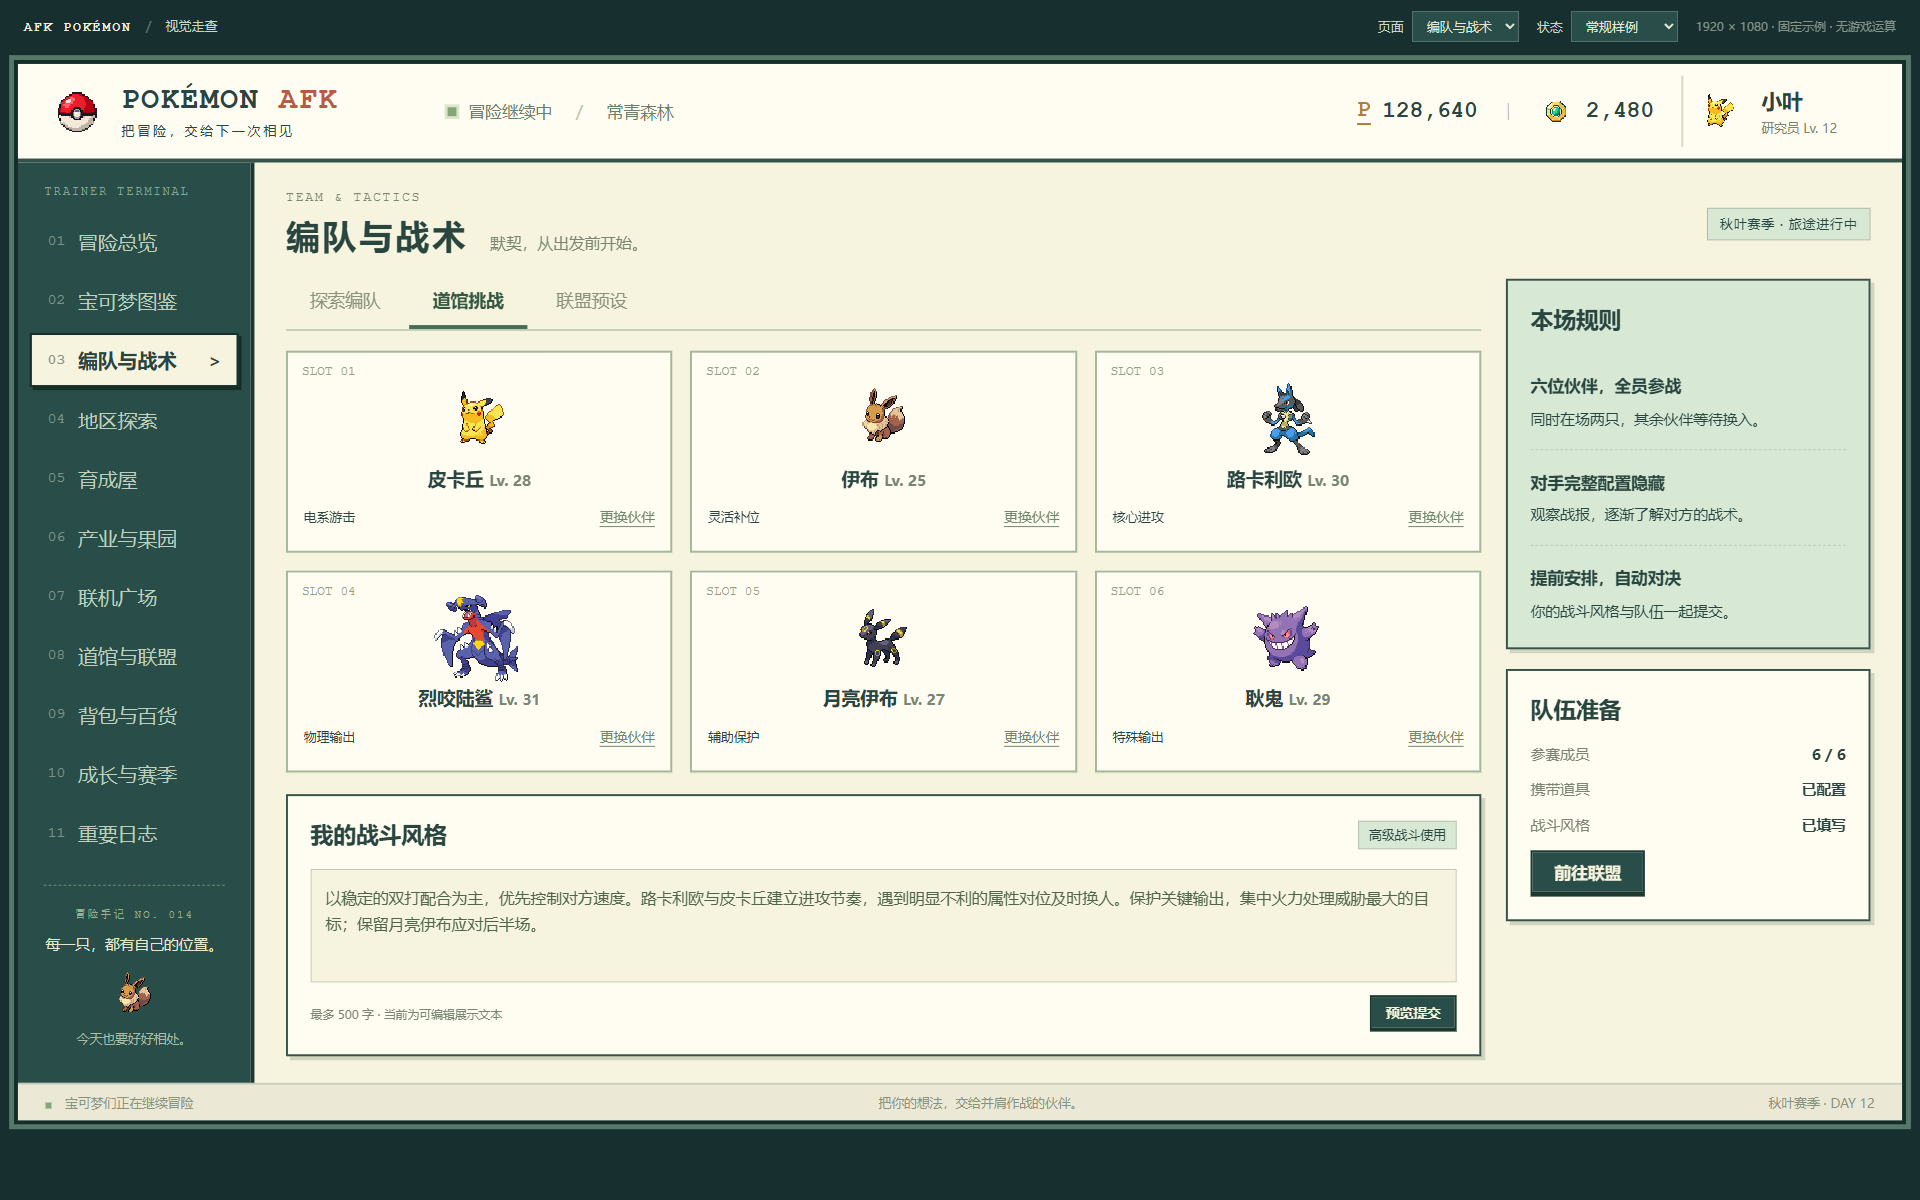 AFK POKÉMON / 视觉走查
页面 编队与战术 状态 常规样例 1920 × 1080 · 固定示例 · 无游戏运算
POKÉMON AFK
把冒险，交给下一次相见
冒险继续中 / 常青森林
P 128,640 | 2,480
小叶
研究员 Lv. 12
TRAINER TERMINAL
01 冒险总览
02 宝可梦图鉴
03 编队与战术 >
04 地区探索
05 育成屋
06 产业与果园
07 联机广场
08 道馆与联盟
09 背包与百货
10 成长与赛季
11 重要日志
冒险手记 NO. 014
每一只，都有自己的位置。
今天也要好好相处。
TEAM & TACTICS
编队与战术 默契，从出发前开始。
秋叶赛季 · 旅途进行中
探索编队 道馆挑战 联盟预设
SLOT 01
皮卡丘 Lv. 28
电系游击 更换伙伴
SLOT 02
伊布 Lv. 25
灵活补位 更换伙伴
SLOT 03
路卡利欧 Lv. 30
核心进攻 更换伙伴
SLOT 04
烈咬陆鲨 Lv. 31
物理输出 更换伙伴
SLOT 05
月亮伊布 Lv. 27
辅助保护 更换伙伴
SLOT 06
耿鬼 Lv. 29
特殊输出 更换伙伴
我的战斗风格
高级战斗使用
以稳定的双打配合为主，优先控制对方速度。路卡利欧与皮卡丘建立进攻节奏，遇到明显不利的属性对位及时换人。保护关键输出，集中火力处理威胁最大的目
标；保留月亮伊布应对后半场。
最多 500 字 · 当前为可编辑展示文本
预览提交
本场规则
六位伙伴，全员参战
同时在场两只，其余伙伴等待换入。
对手完整配置隐藏
观察战报，逐渐了解对方的战术。
提前安排，自动对决
你的战斗风格与队伍一起提交。
队伍准备
参赛成员 6 / 6
携带道具 已配置
战斗风格 已填写
前往联盟
宝可梦们正在继续冒险
把你的想法，交给并肩作战的伙伴。
秋叶赛季 · DAY 12